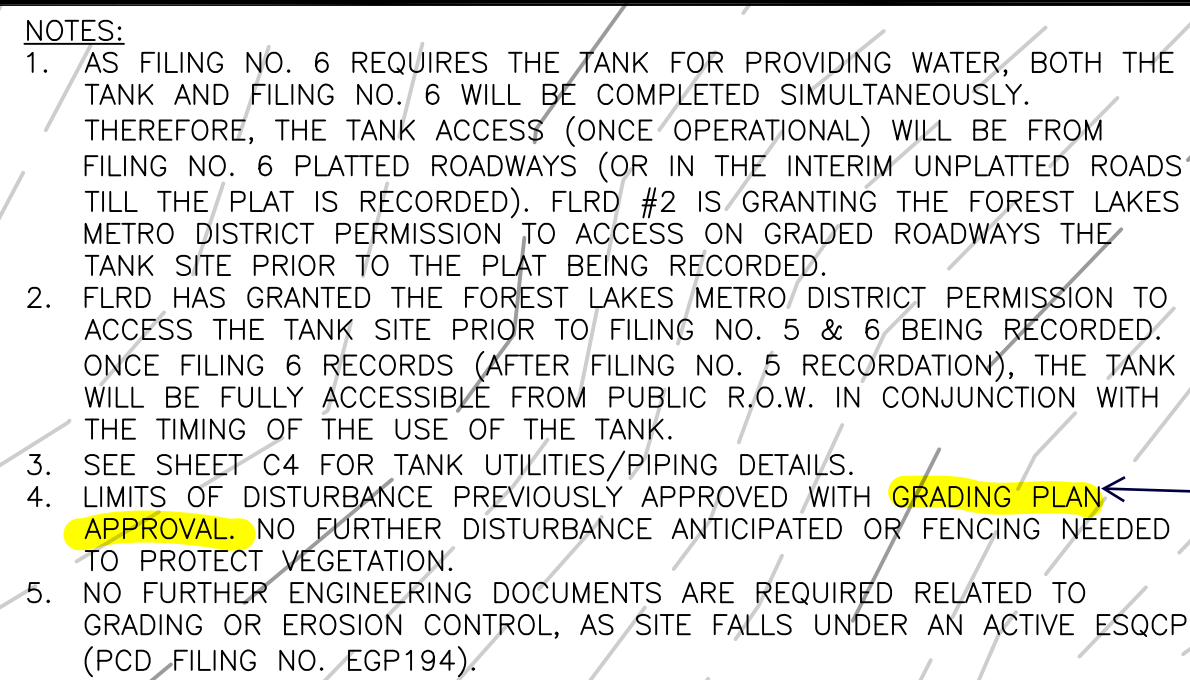 NOTES:
1. AS FILING NO. 6 REQUIRES THE TANK FOR PROVIDING WATER, BOTH THE
TANK AND FILING NO. 6 WILL BE COMPLETED SIMULTANEOUSLY.
THEREFORE, THE TANK ACCESS (ONCE OPERATIONAL) WILL BE FROM
FILING NO. 6 PLATTED ROADWAYS (OR IN THE INTERIM UNPLATTED ROADS
TILL THE PLAT IS RECORDED). FLRD #2 IS GRANTING THE FOREST LAKES
METRO DISTRICT PERMISSION TO ACCESS ON GRADED ROADWAYS THE
TANK SITE PRIOR TO THE PLAT BEING RECORDED.
2. FLRD HAS GRANTED THE FOREST LAKES METRO DISTRICT PERMISSION TO
ACCESS THE TANK SITE PRIOR TO FILING NO. 5 & 6 BEING RECORDED.
ONCE FILING 6 RECORDS (AFTER FILING NO. 5 RECORDATION), THE TANK
WILL BE FULLY ACCESSIBLE FROM PUBLIC R.O.W. IN CONJUNCTION WITH
THE TIMING OF THE USE OF THE TANK.
3. SEE SHEET C4 FOR TANK UTILITIES/PIPING DETAILS.
4. LIMITS OF DISTURBANCE PREVIOUSLY APPROVED WITH GRADING PLAN
APPROVAL. NO FURTHER DISTURBANCE ANTICIPATED OR FENCING NEEDED
TO PROTECT VEGETATION.
5. NO FURTHER ENGINEERING DOCUMENTS ARE REQUIRED RELATED TO
GRADING OR EROSION CONTROL, AS SITE FALLS UNDER AN ACTIVE ESQCP
(PCD FILING NO. EGP194).